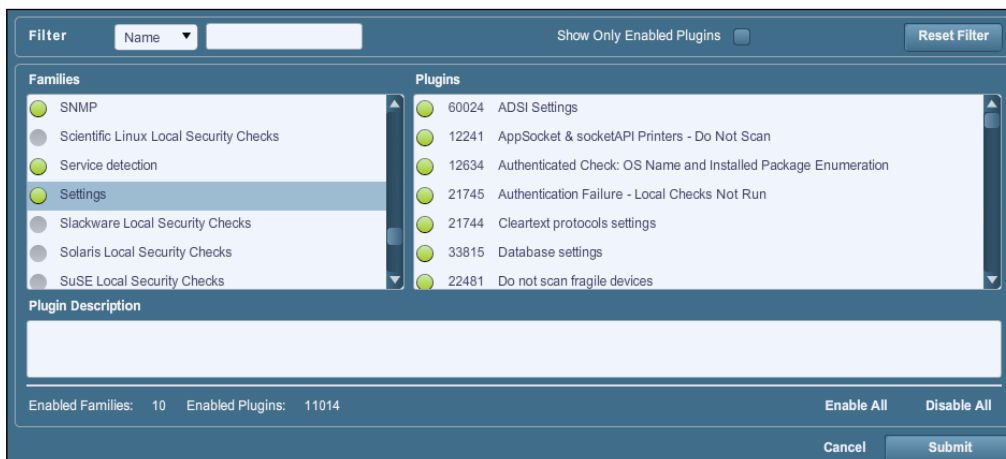 Filter Name Show Only Enabled Plugins Reset Filter
Families Plugins
SNMP
Scientific Linux Local Security Checks
Service detection
Settings
Slackware Local Security Checks
Solaris Local Security Checks
SuSE Local Security Checks
60024 ADSI Settings
12241 AppSocket & socketAPI Printers - Do Not Scan
12634 Authenticated Check: OS Name and Installed Package Enumeration
21745 Authentication Failure - Local Checks Not Run
21744 Cleartext protocols settings
33815 Database settings
22481 Do not scan fragile devices
Plugin Description
Enabled Families: 10 Enabled Plugins: 11014 Enable All Disable All
Cancel Submit